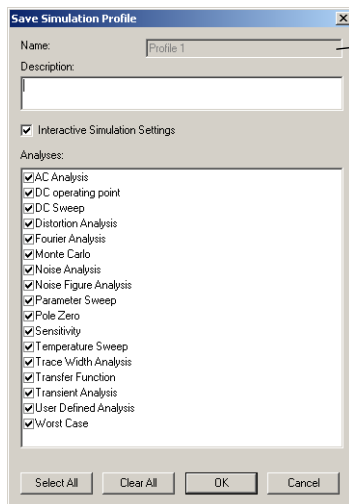 Save Simulation Profile
Name:
Profile 1
Description:
Interactive Simulation Settings
Analyses:
AC Analysis
DC operating point
DC Sweep
Distortion Analysis
Fourier Analysis
Monte Carlo
Noise Analysis
Noise Figure Analysis
Parameter Sweep
Pole Zero
Sensitivity
Temperature Sweep
Trace Width Analysis
Transfer Function
Transient Analysis
User Defined Analysis
Worst Case
Select All Clear All OK Cancel